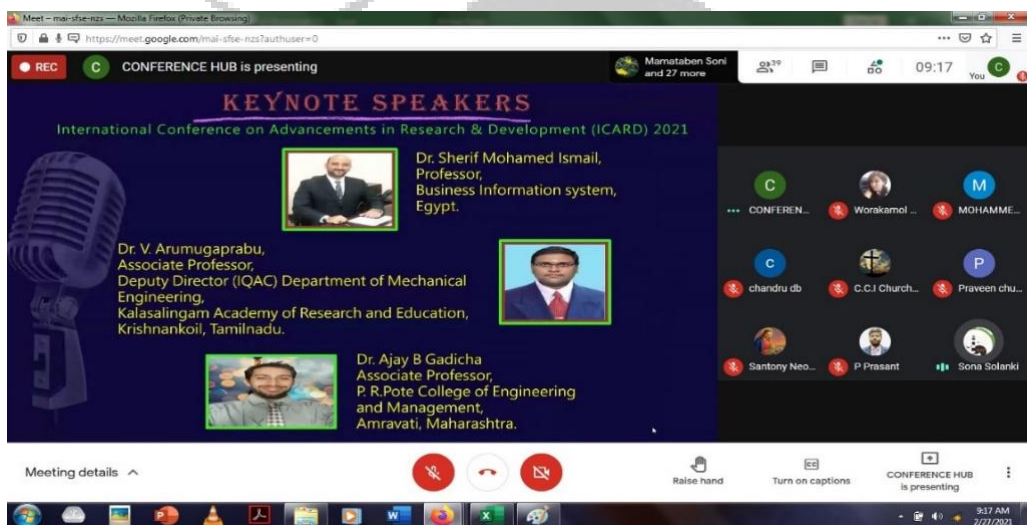 Meet – mai-sfse-nzs — Mozilla Firefox (Private Browsing)
https://meet.google.com/mai-sfse-nzs?authuser=0
REC
C
CONFERENCE HUB is presenting
Mamataben Soni
and 27 more
39
09:17
You
C
KEYNOTE SPEAKERS
International Conference on Advancements in Research & Development (ICARD) 2021
Dr. Sherif Mohamed Ismail,
Professor,
Business Information system,
Egypt.
Dr. V. Arumugaprabu,
Associate Professor,
Deputy Director (IQAC) Department of Mechanical
Engineering,
Kalasalingam Academy of Research and Education,
Krishnankoil, Tamilnadu.
Dr. Ajay B Gadicha
Associate Professor,
P. R.Pote College of Engineering
and Management,
Amravati, Maharashtra.
C
M
CONFEREN...
Worakamol ...
MOHAMME...
C
P
chandru db
C.C.I Church...
Praveen chu...
Santony Neo...
P Prasant
Sona Solanki
Meeting details
Raise hand
CC
Turn on captions
CONFERENCE HUB
is presenting
9:17 AM
2/27/2021